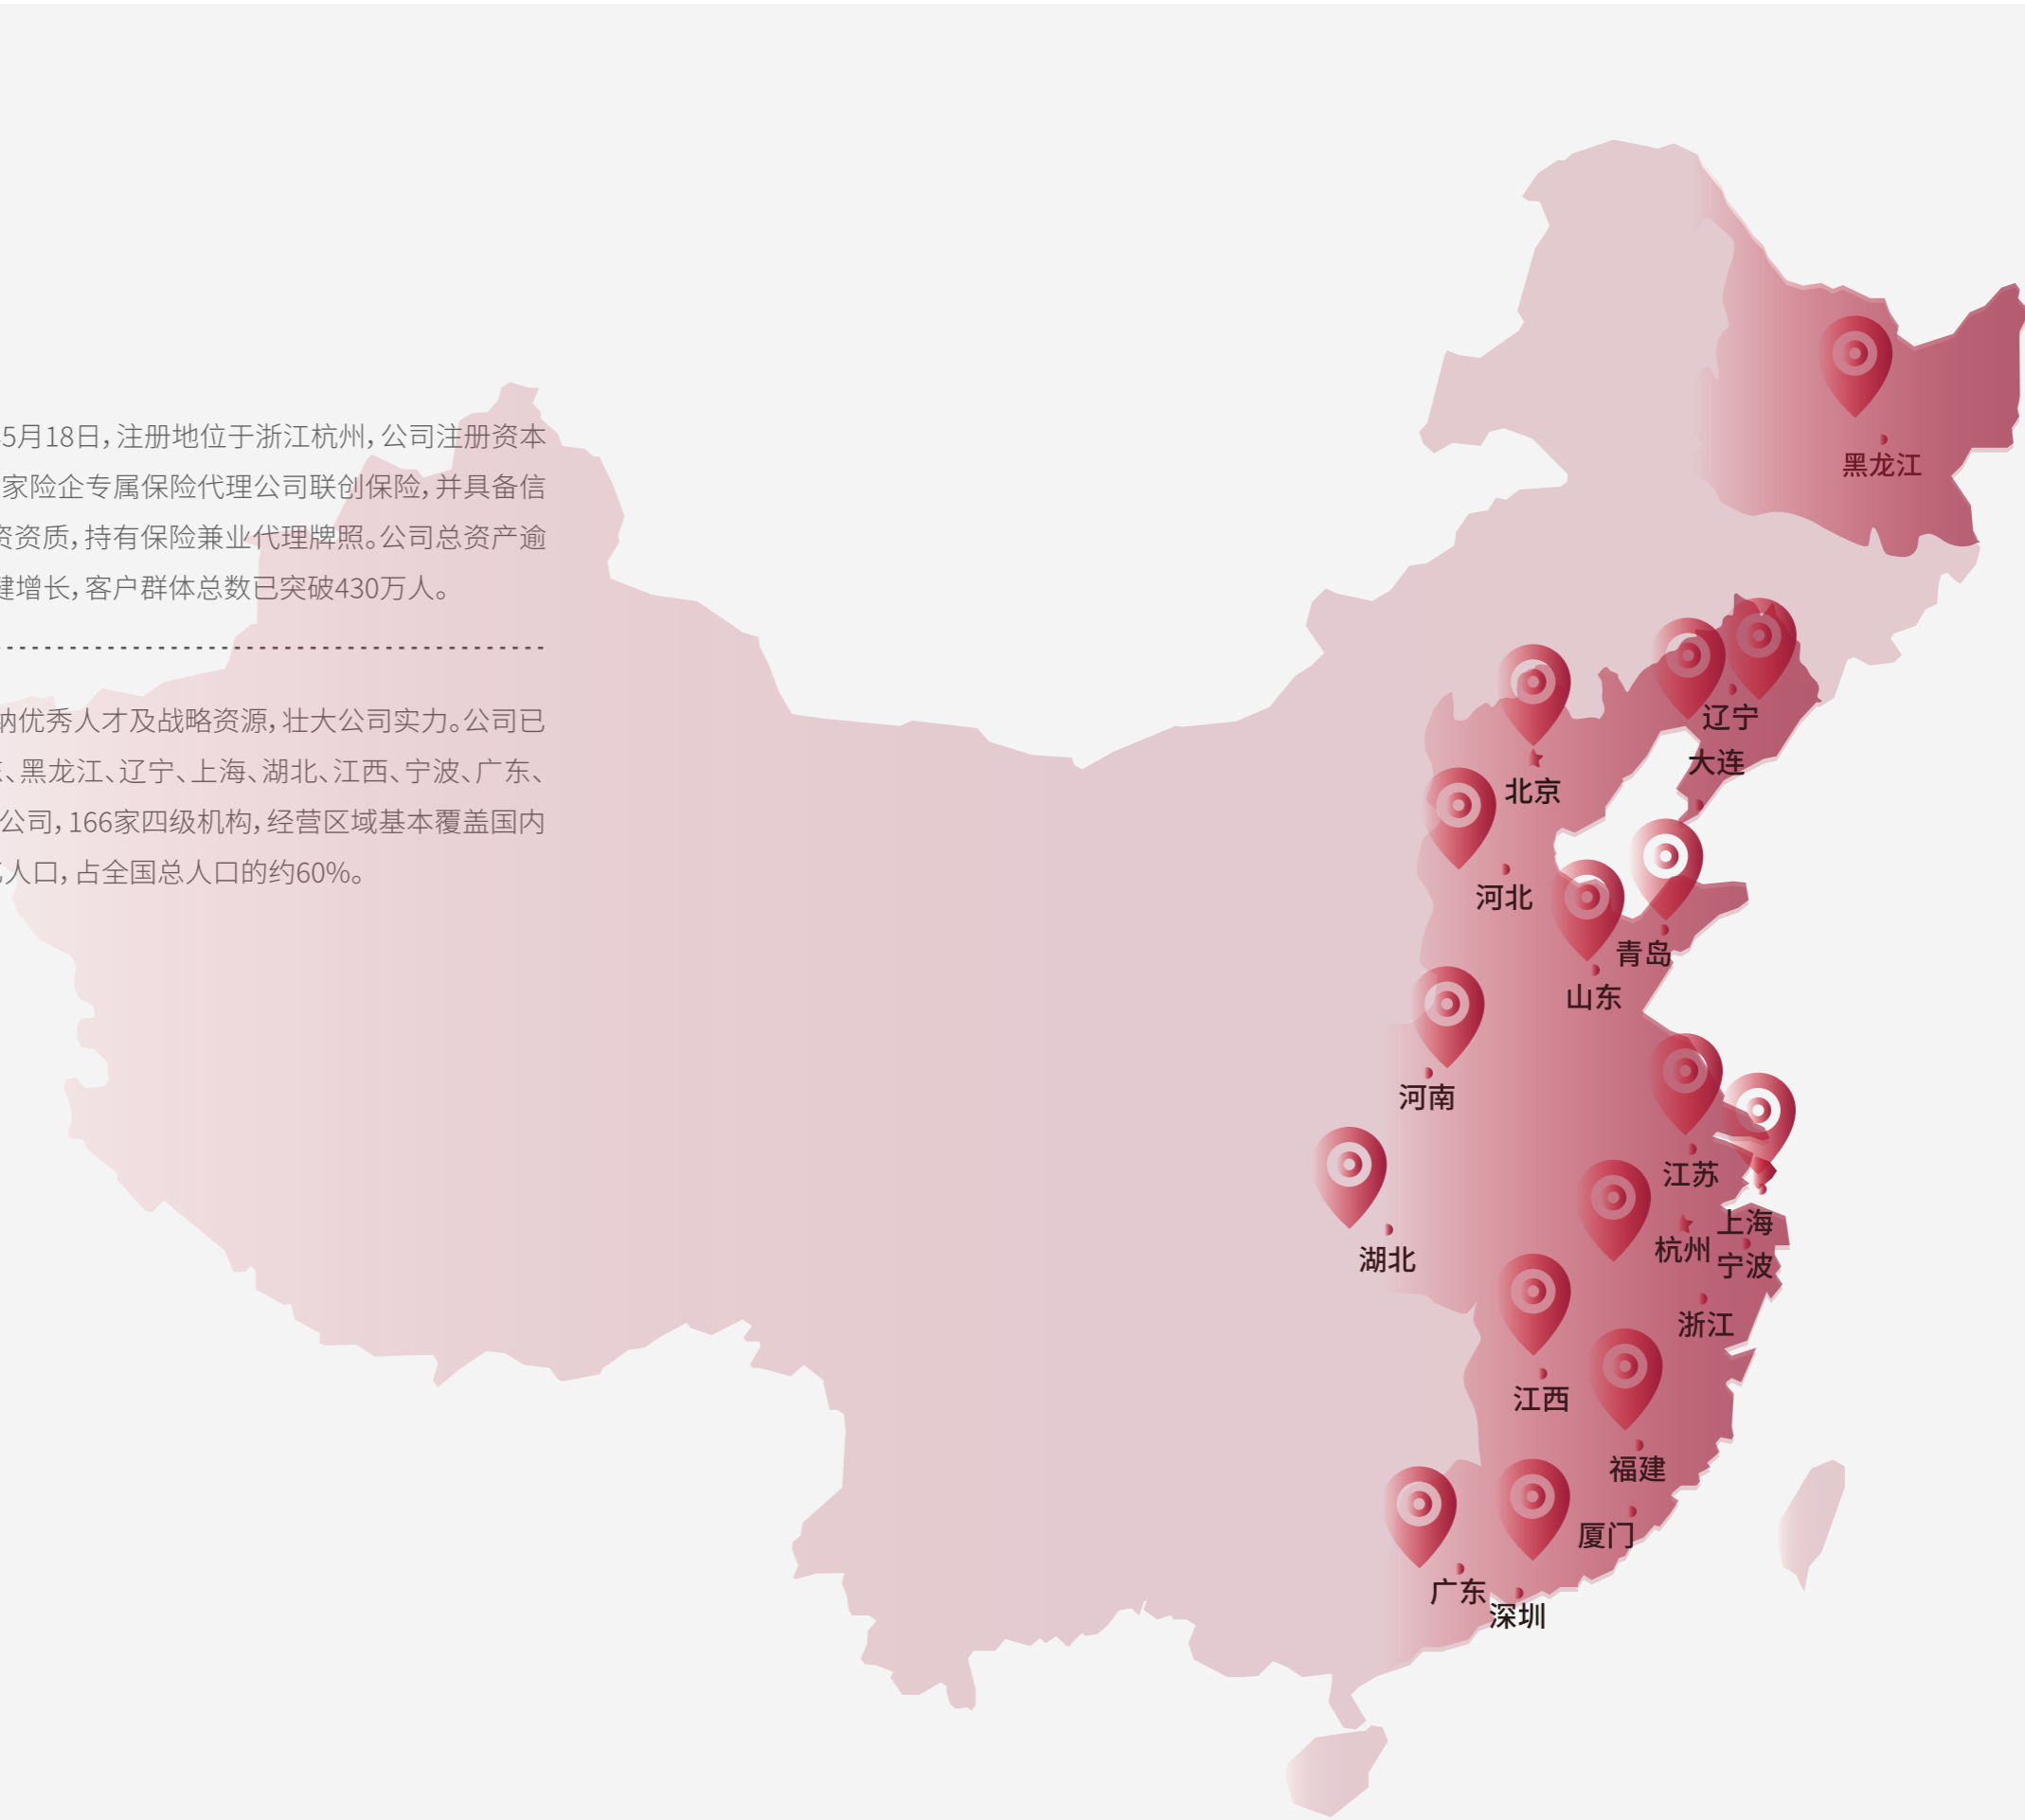 5月18日，注册地位于浙江杭州，公司注册资本
家险企专属保险代理公司联创保险，并具备信
资资质，持有保险兼业代理牌照。公司总资产逾
健增长，客户群体总数已突破430万人。
纳优秀人才及战略资源，壮大公司实力。公司已
、黑龙江、辽宁、上海、湖北、江西、宁波、广东、
公司，166家四级机构，经营区域基本覆盖国内
人口，占全国总人口的约60%。
黑龙江
辽宁
大连
北京
河北
青岛
山东
河南
江苏
上海
杭州
宁波
湖北
浙江
江西
福建
厦门
广东
深圳